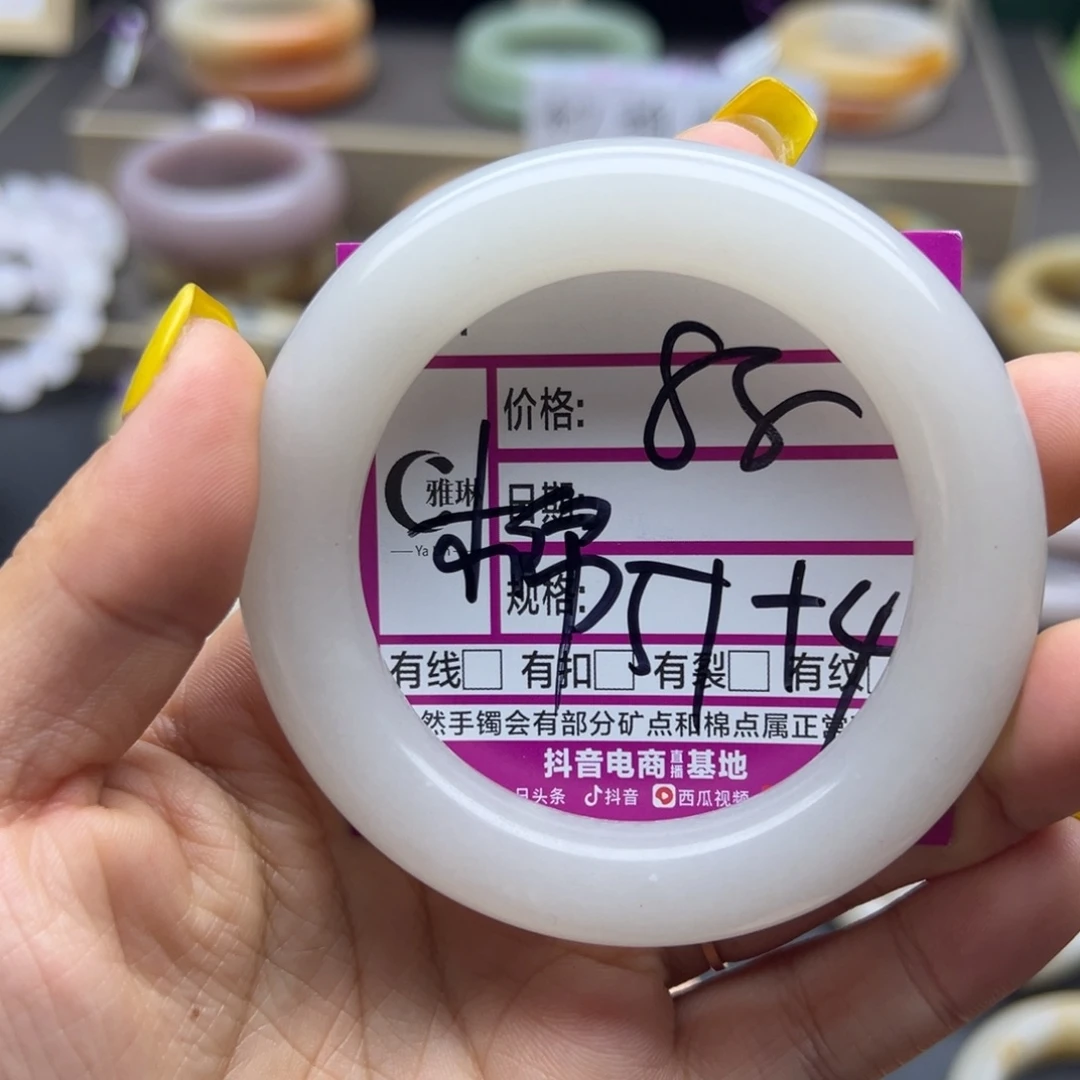 价格: 88
雅琳
日期:
棉
Ya
规格: 57+4
有线□ 有扣□ 有裂□ 有纹
然手镯会有部分矿点和棉点属正常
抖音电商直播基地
日头条 抖音 西瓜视频